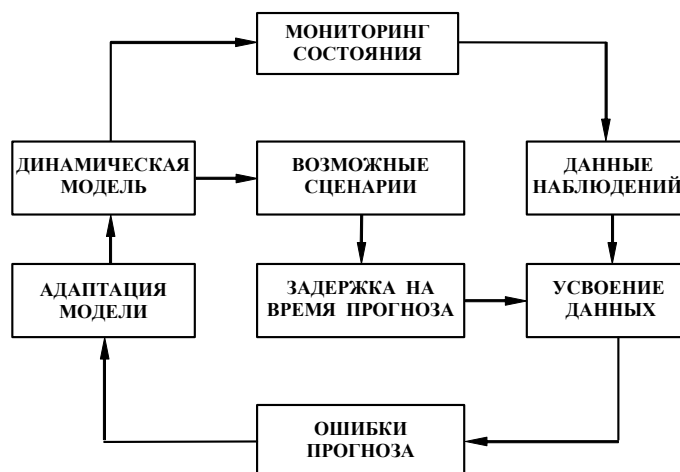 МОНИТОРИНГ
СОСТОЯНИЯ
ДИНАМИЧЕСКАЯ
МОДЕЛЬ
ВОЗМОЖНЫЕ
СЦЕНАРИИ
ДАННЫЕ
НАБЛЮДЕНИЙ
АДАПТАЦИЯ
МОДЕЛИ
ЗАДЕРЖКА НА
ВРЕМЯ ПРОГНОЗА
УСВОЕНИЕ
ДАННЫХ
ОШИБКИ
ПРОГНОЗА